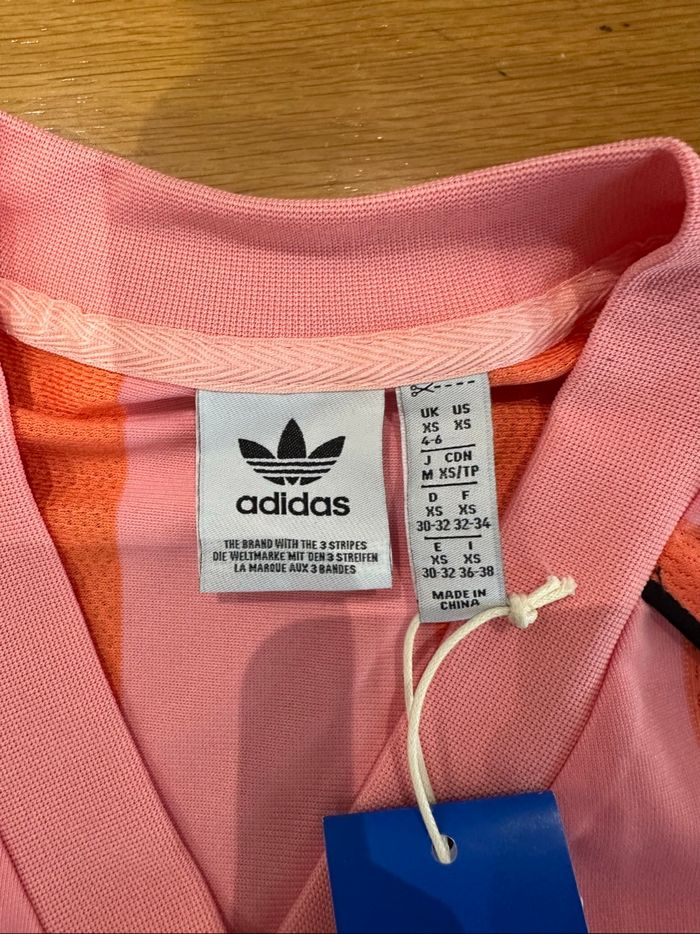 adidas
THE BRAND WITH THE 3 STRIPES
DIE WELTMARKE MIT DEN 3 STREIFEN
LA MARQUE AUX 3 BANDES
UK US
XS XS
4-6
J CDN
M XS/TP
D F
XS XS
30-32 32-34
E I
XS XS
30-32 36-38
MADE IN
CHINA